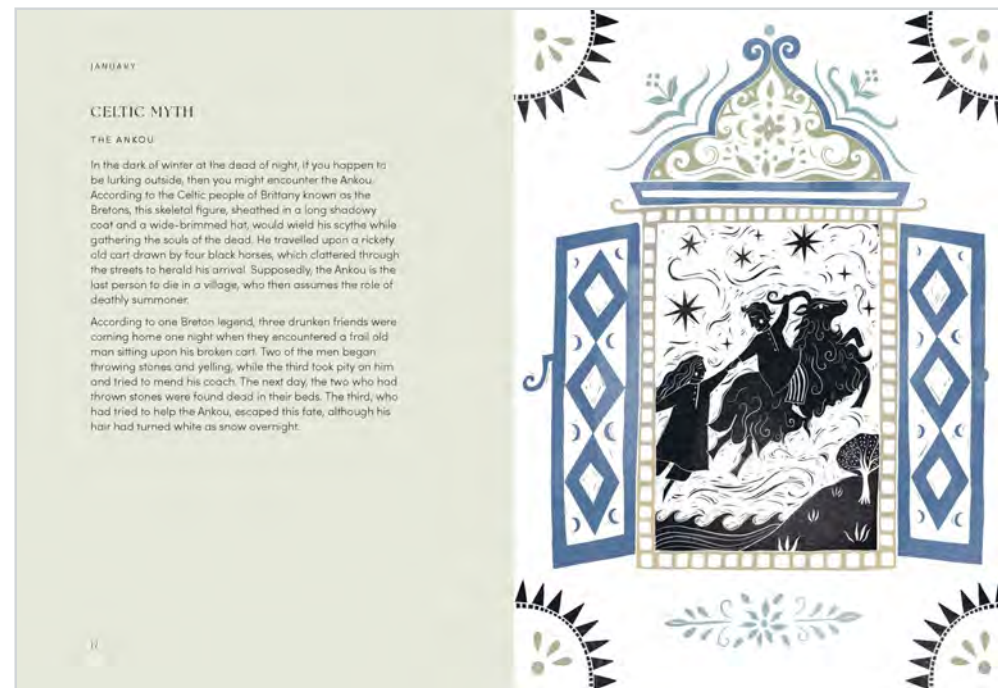 JANUARY
CELTIC MYTH
THE ANKOU
In the dark of winter at the dead of night, if you happen to
be lurking outside, then you might encounter the Ankou.
According to the Celtic people of Brittany known as the
Bretons, this skeletal figure, sheathed in a long shadowy
coat and a wide-brimmed hat, would wield his scythe while
gathering the souls of the dead. He travelled upon a rickety
old cart drawn by four black horses, which clattered through
the streets to herald his arrival. Supposedly, the Ankou is the
last person to die in a village, who then assumes the role of
deathly summoner.
According to one Breton legend, three drunken friends were
coming home one night when they encountered a frail old
man sitting upon his broken cart. Two of the men began
throwing stones and yelling, while the third took pity on him
and tried to mend his coach. The next day, the two who had
thrown stones were found dead in their beds. The third, who
had tried to help the Ankou, escaped this fate, although his
hair had turned white as snow overnight.